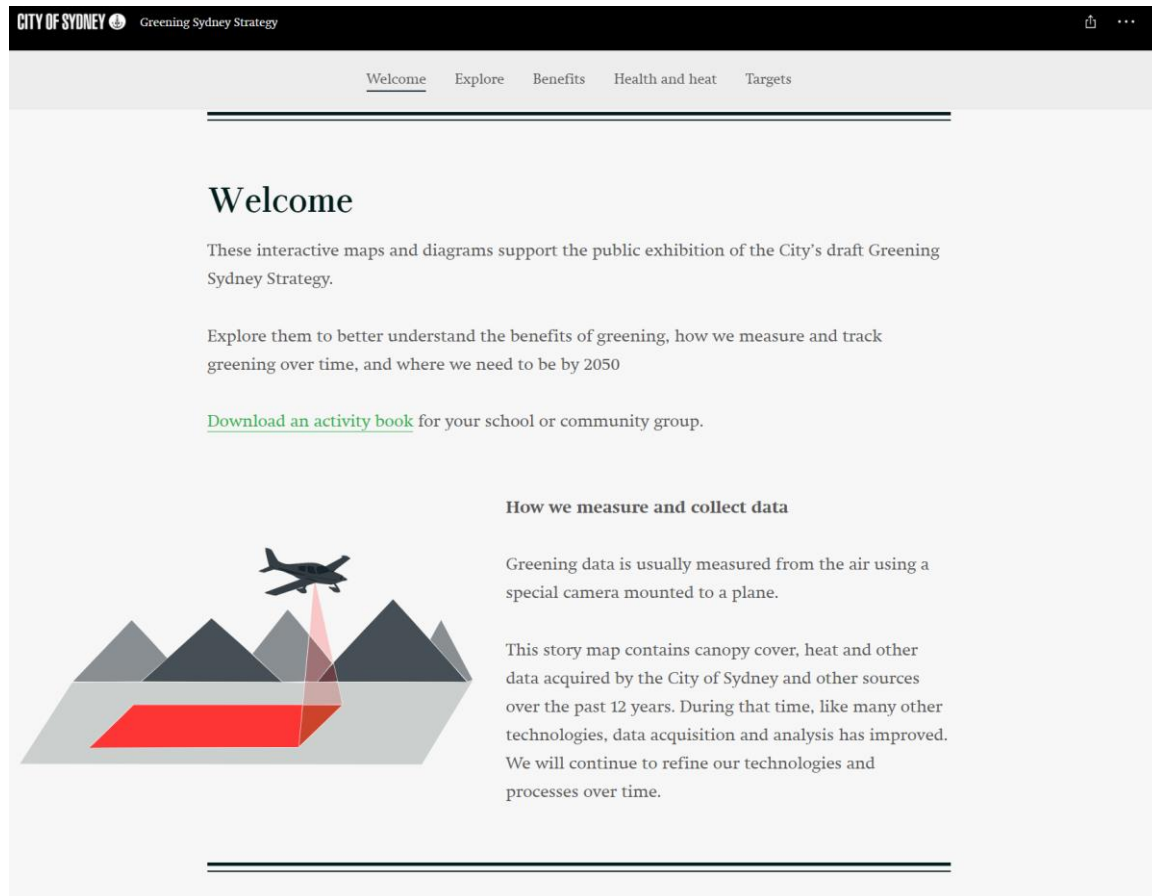 CITY OF SYDNEY Greening Sydney Strategy
Welcome Explore Benefits Health and heat Targets
Welcome
These interactive maps and diagrams support the public exhibition of the City's draft Greening
Sydney Strategy.
Explore them to better understand the benefits of greening, how we measure and track
greening over time, and where we need to be by 2050
Download an activity book for your school or community group.
How we measure and collect data
Greening data is usually measured from the air using a
special camera mounted to a plane.
This story map contains canopy cover, heat and other
data acquired by the City of Sydney and other sources
over the past 12 years. During that time, like many other
technologies, data acquisition and analysis has improved.
We will continue to refine our technologies and
processes over time.